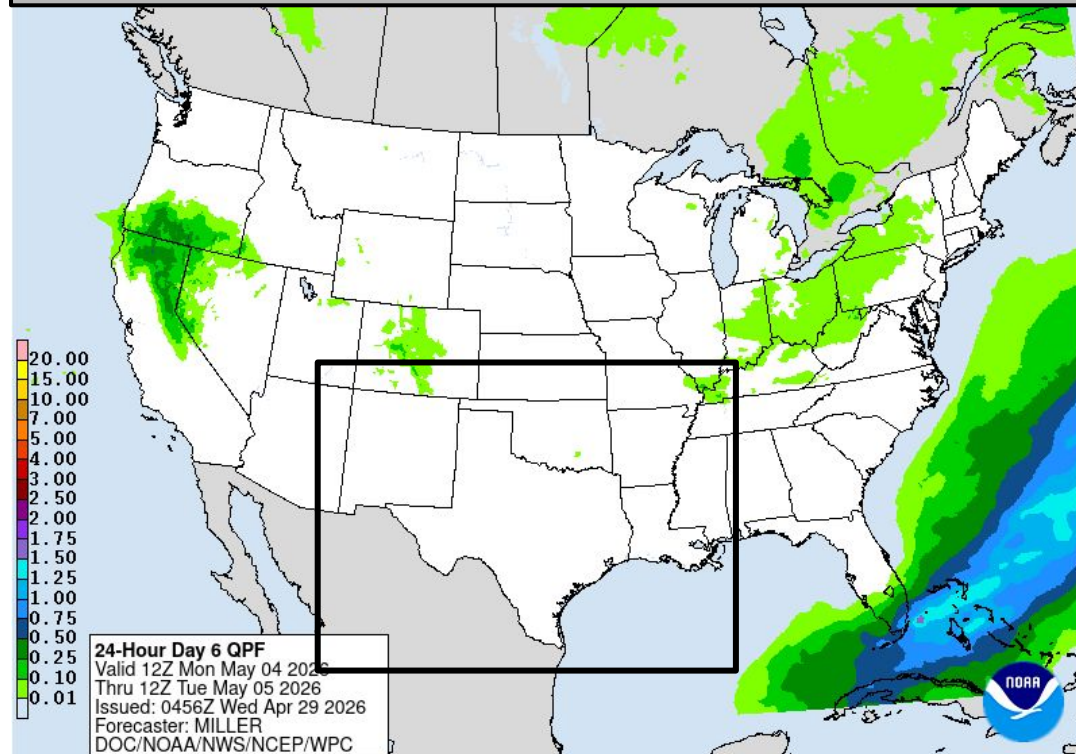 20.00
15.00
10.00
7.00
5.00
4.00
3.00
2.50
2.00
1.75
1.50
1.25
1.00
0.75
0.50
0.25
0.10
0.01
24-Hour Day 6 QPF
Valid 12Z Mon May 04 2026
Thru 12Z Tue May 05 2026
Issued: 0456Z Wed Apr 29 2026
Forecaster: MILLER
DOC/NOAA/NWS/NCEP/WPC
NOAA